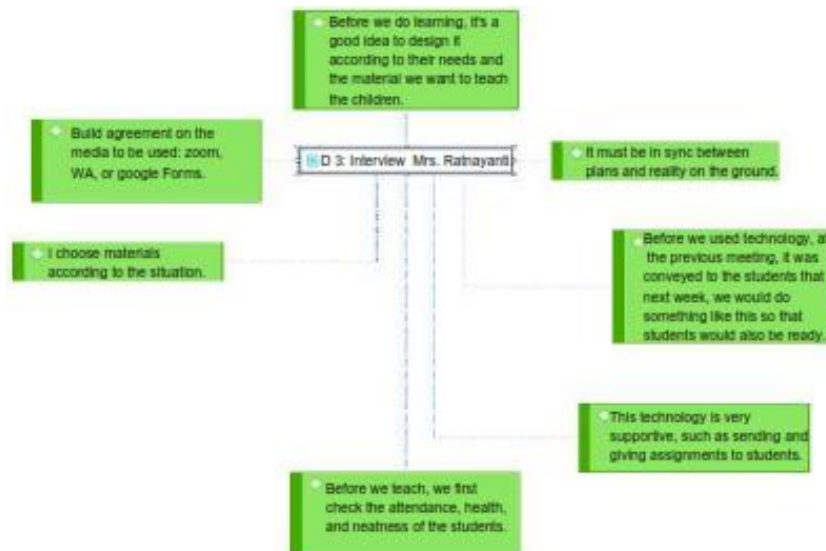 Before we do learning, it's a
good idea to design it
according to their needs and
the material we want to teach
the children.
Build agreement on the
media to be used: zoom,
WA, or google Forms.
D 3: Interview Mrs. Ratnayanti
It must be in sync between
plans and reality on the ground.
I choose materials
according to the situation.
Before we used technology, at
the previous meeting, it was
conveyed to the students that
next week, we would do
something like this so that
students would also be ready.
This technology is very
supportive, such as sending and
giving assignments to students.
Before we teach, we first
check the attendance, health,
and neatness of the students.